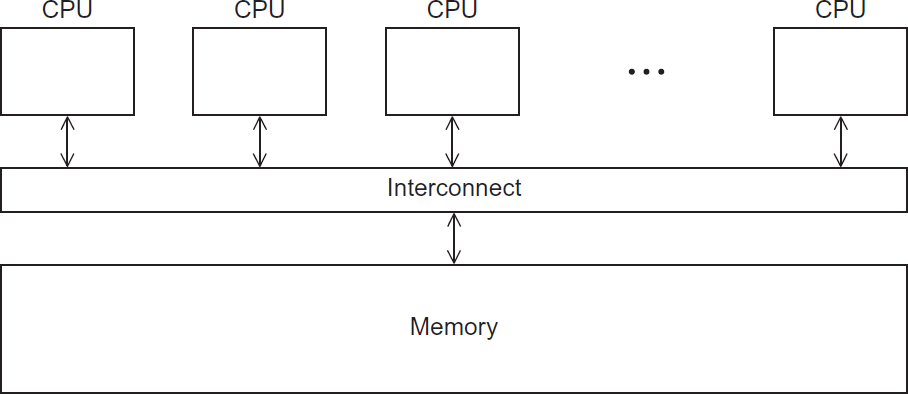 CPU CPU CPU CPU
...
Interconnect
Memory